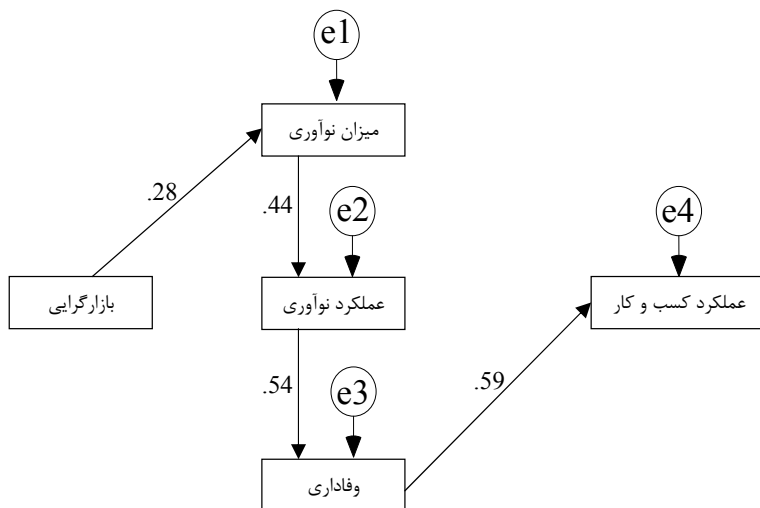 e1
میزان نوآوری
.28
.44
e2
e4
بازارگرایی
عملکرد نوآوری
عملکرد کسب و کار
.54
e3
.59
وفاداری